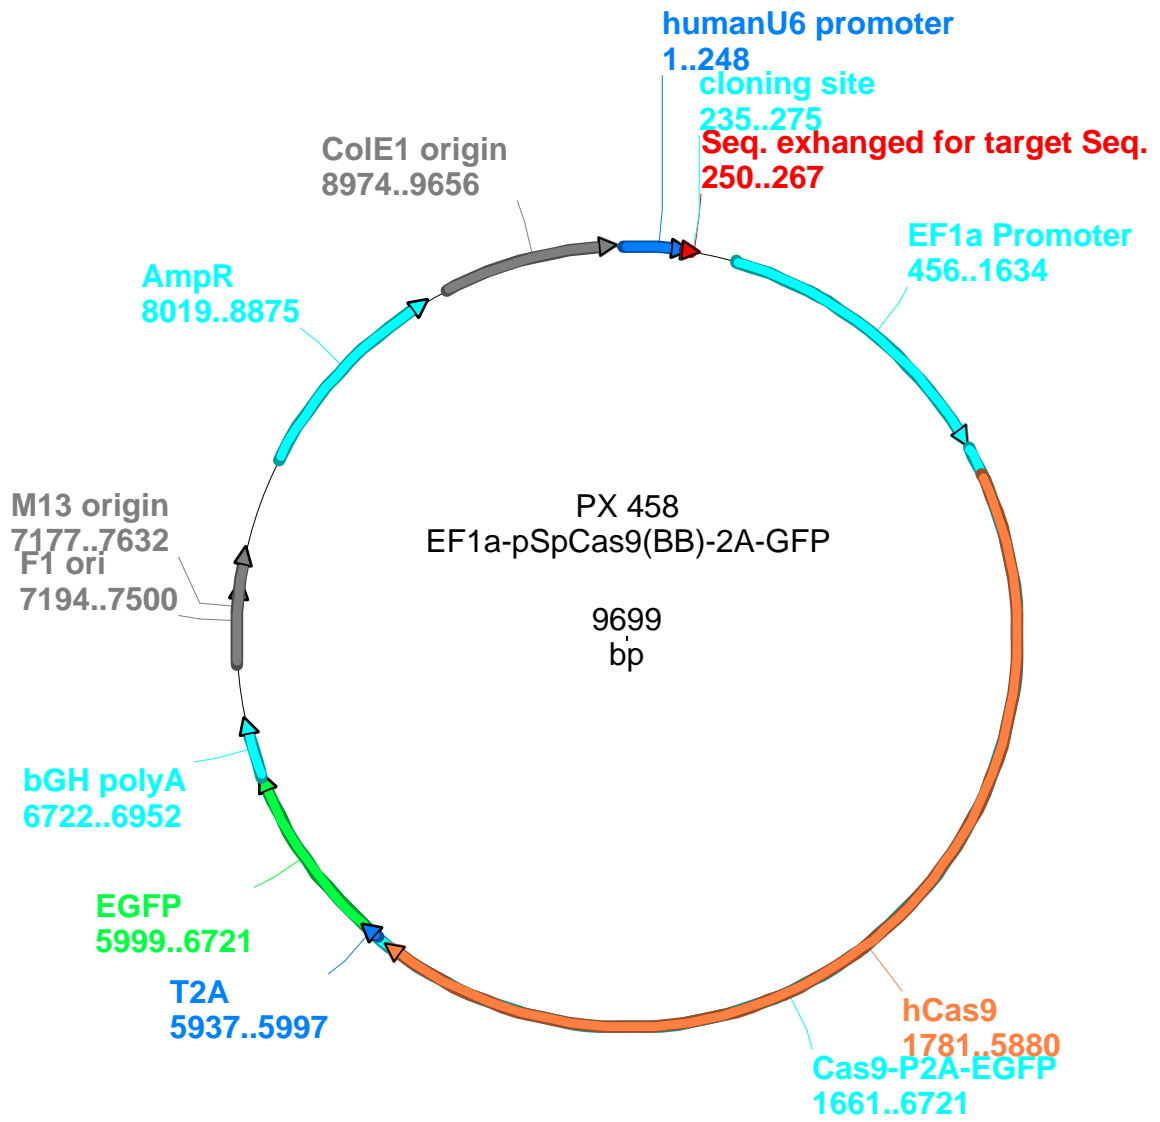 humanU6 promoter
1..248
cloning site
235..275
Seq. exhanged for target Seq.
250..267
ColE1 origin
8974..9656
EF1a Promoter
456..1634
AmpR
8019..8875
M13 origin
7177..7632
F1 ori
7194..7500
PX 458
EF1a-pSpCas9(BB)-2A-GFP
9699
bp
bGH polyA
6722..6952
EGFP
5999..6721
T2A
5937..5997
hCas9
1781..5880
Cas9-P2A-EGFP
1661..6721